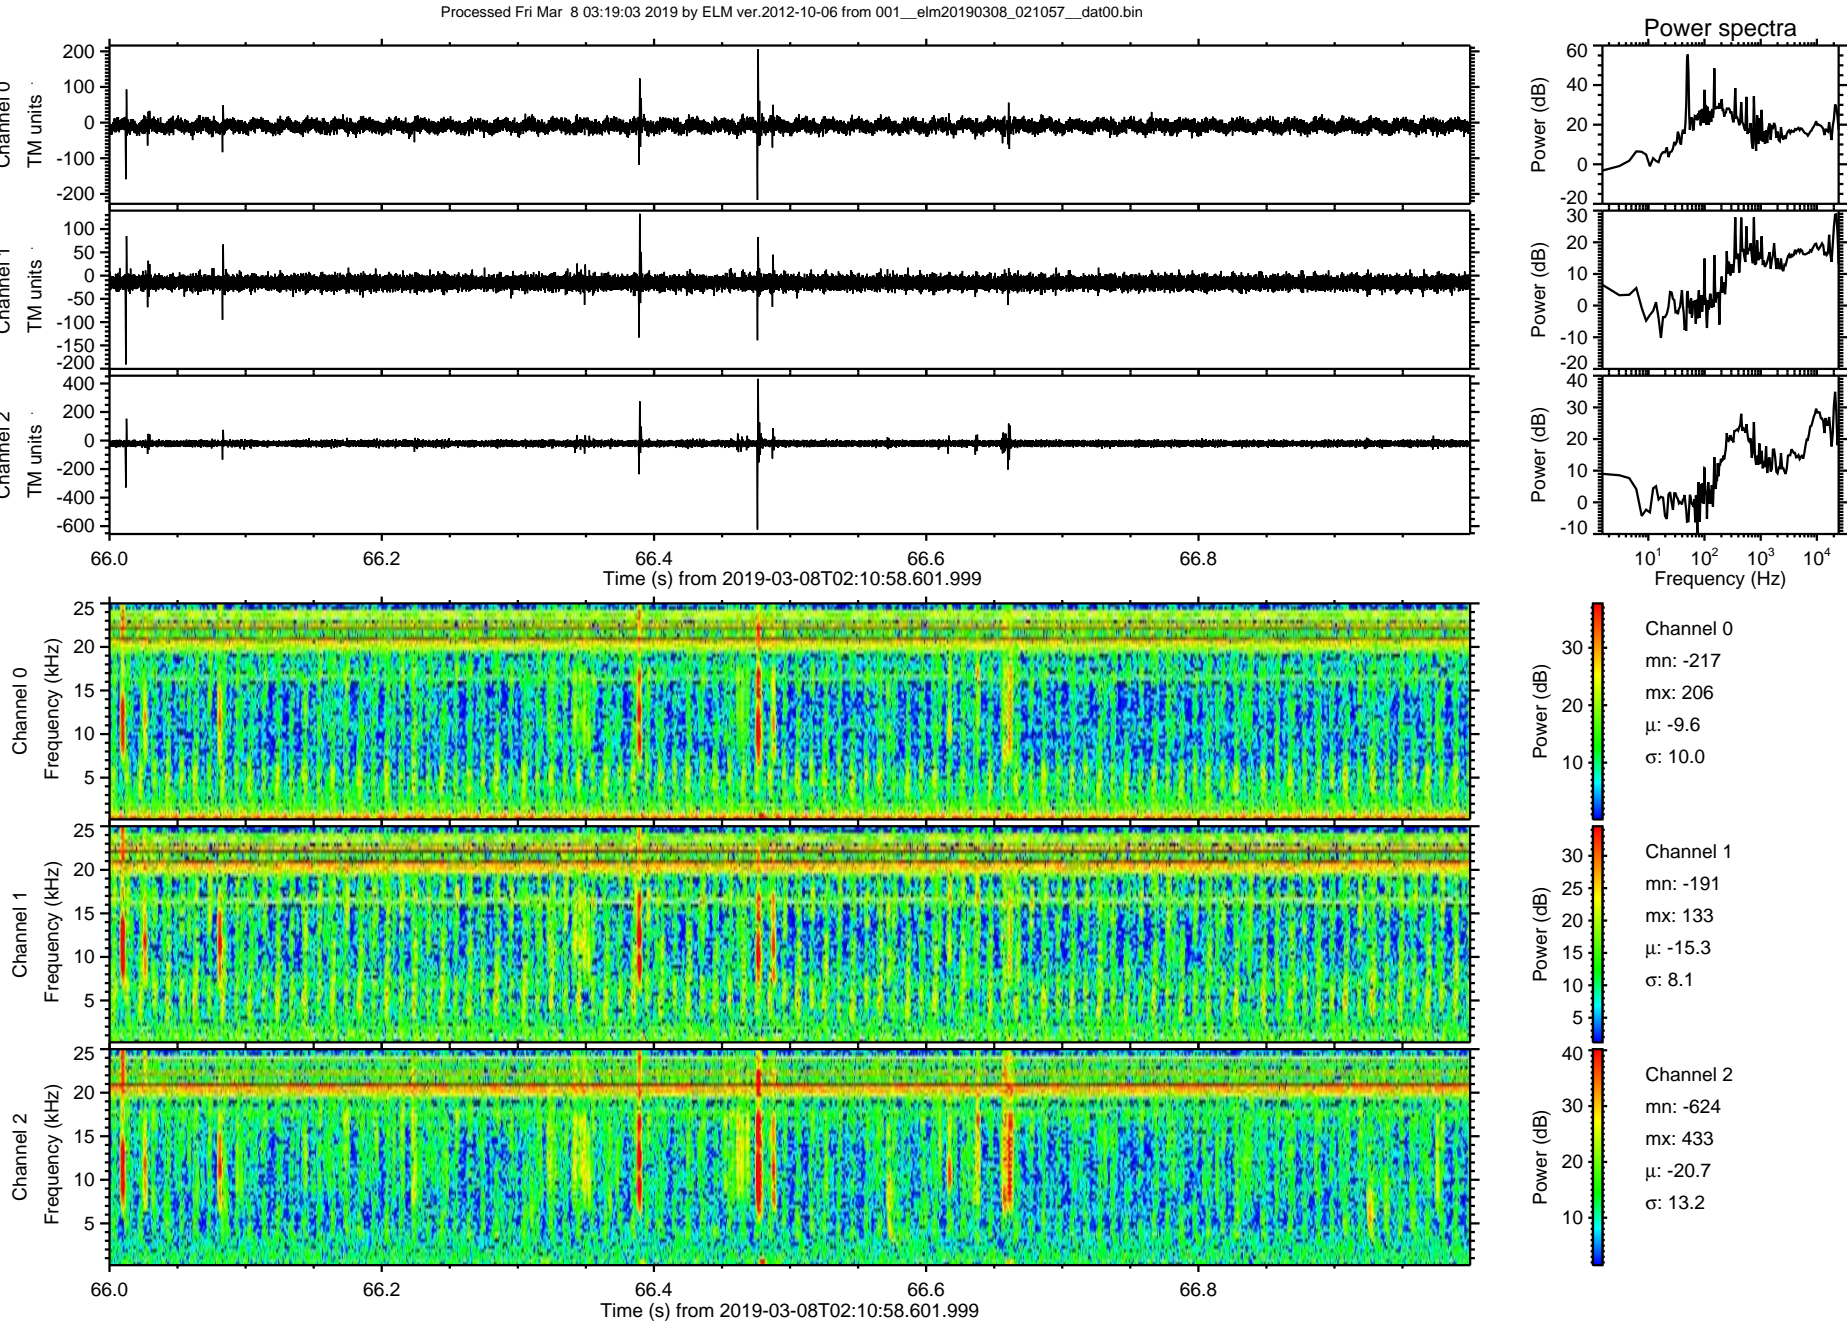 Processed Fri Mar  8 03:19:03 2019 by ELM ver.2012-10-06 from 001__elm20190308_021057__dat00.bin
Power spectra
Channel 0
TM units
200
100
0
-100
-200
Power (dB)
60
40
20
0
-20
Channel 1
TM units
100
50
0
-50
-100
-150
-200
Power (dB)
30
20
10
0
-10
-20
Channel 2
TM units
400
200
0
-200
-400
-600
Power (dB)
40
30
20
10
0
-10
66.0 66.2 66.4 66.6 66.8
Time (s) from 2019-03-08T02:10:58.601.999
10¹ 10² 10³ 10⁴
Frequency (Hz)
Channel 0
Frequency (kHz)
25
20
15
10
5
Power (dB)
30
20
10
Channel 0
mn: -217
mx: 206
μ: -9.6
σ: 10.0
Channel 1
Frequency (kHz)
25
20
15
10
5
Power (dB)
30
25
20
15
10
5
Channel 1
mn: -191
mx: 133
μ: -15.3
σ: 8.1
Channel 2
Frequency (kHz)
25
20
15
10
5
Power (dB)
40
30
20
10
Channel 2
mn: -624
mx: 433
μ: -20.7
σ: 13.2
66.0 66.2 66.4 66.6 66.8
Time (s) from 2019-03-08T02:10:58.601.999